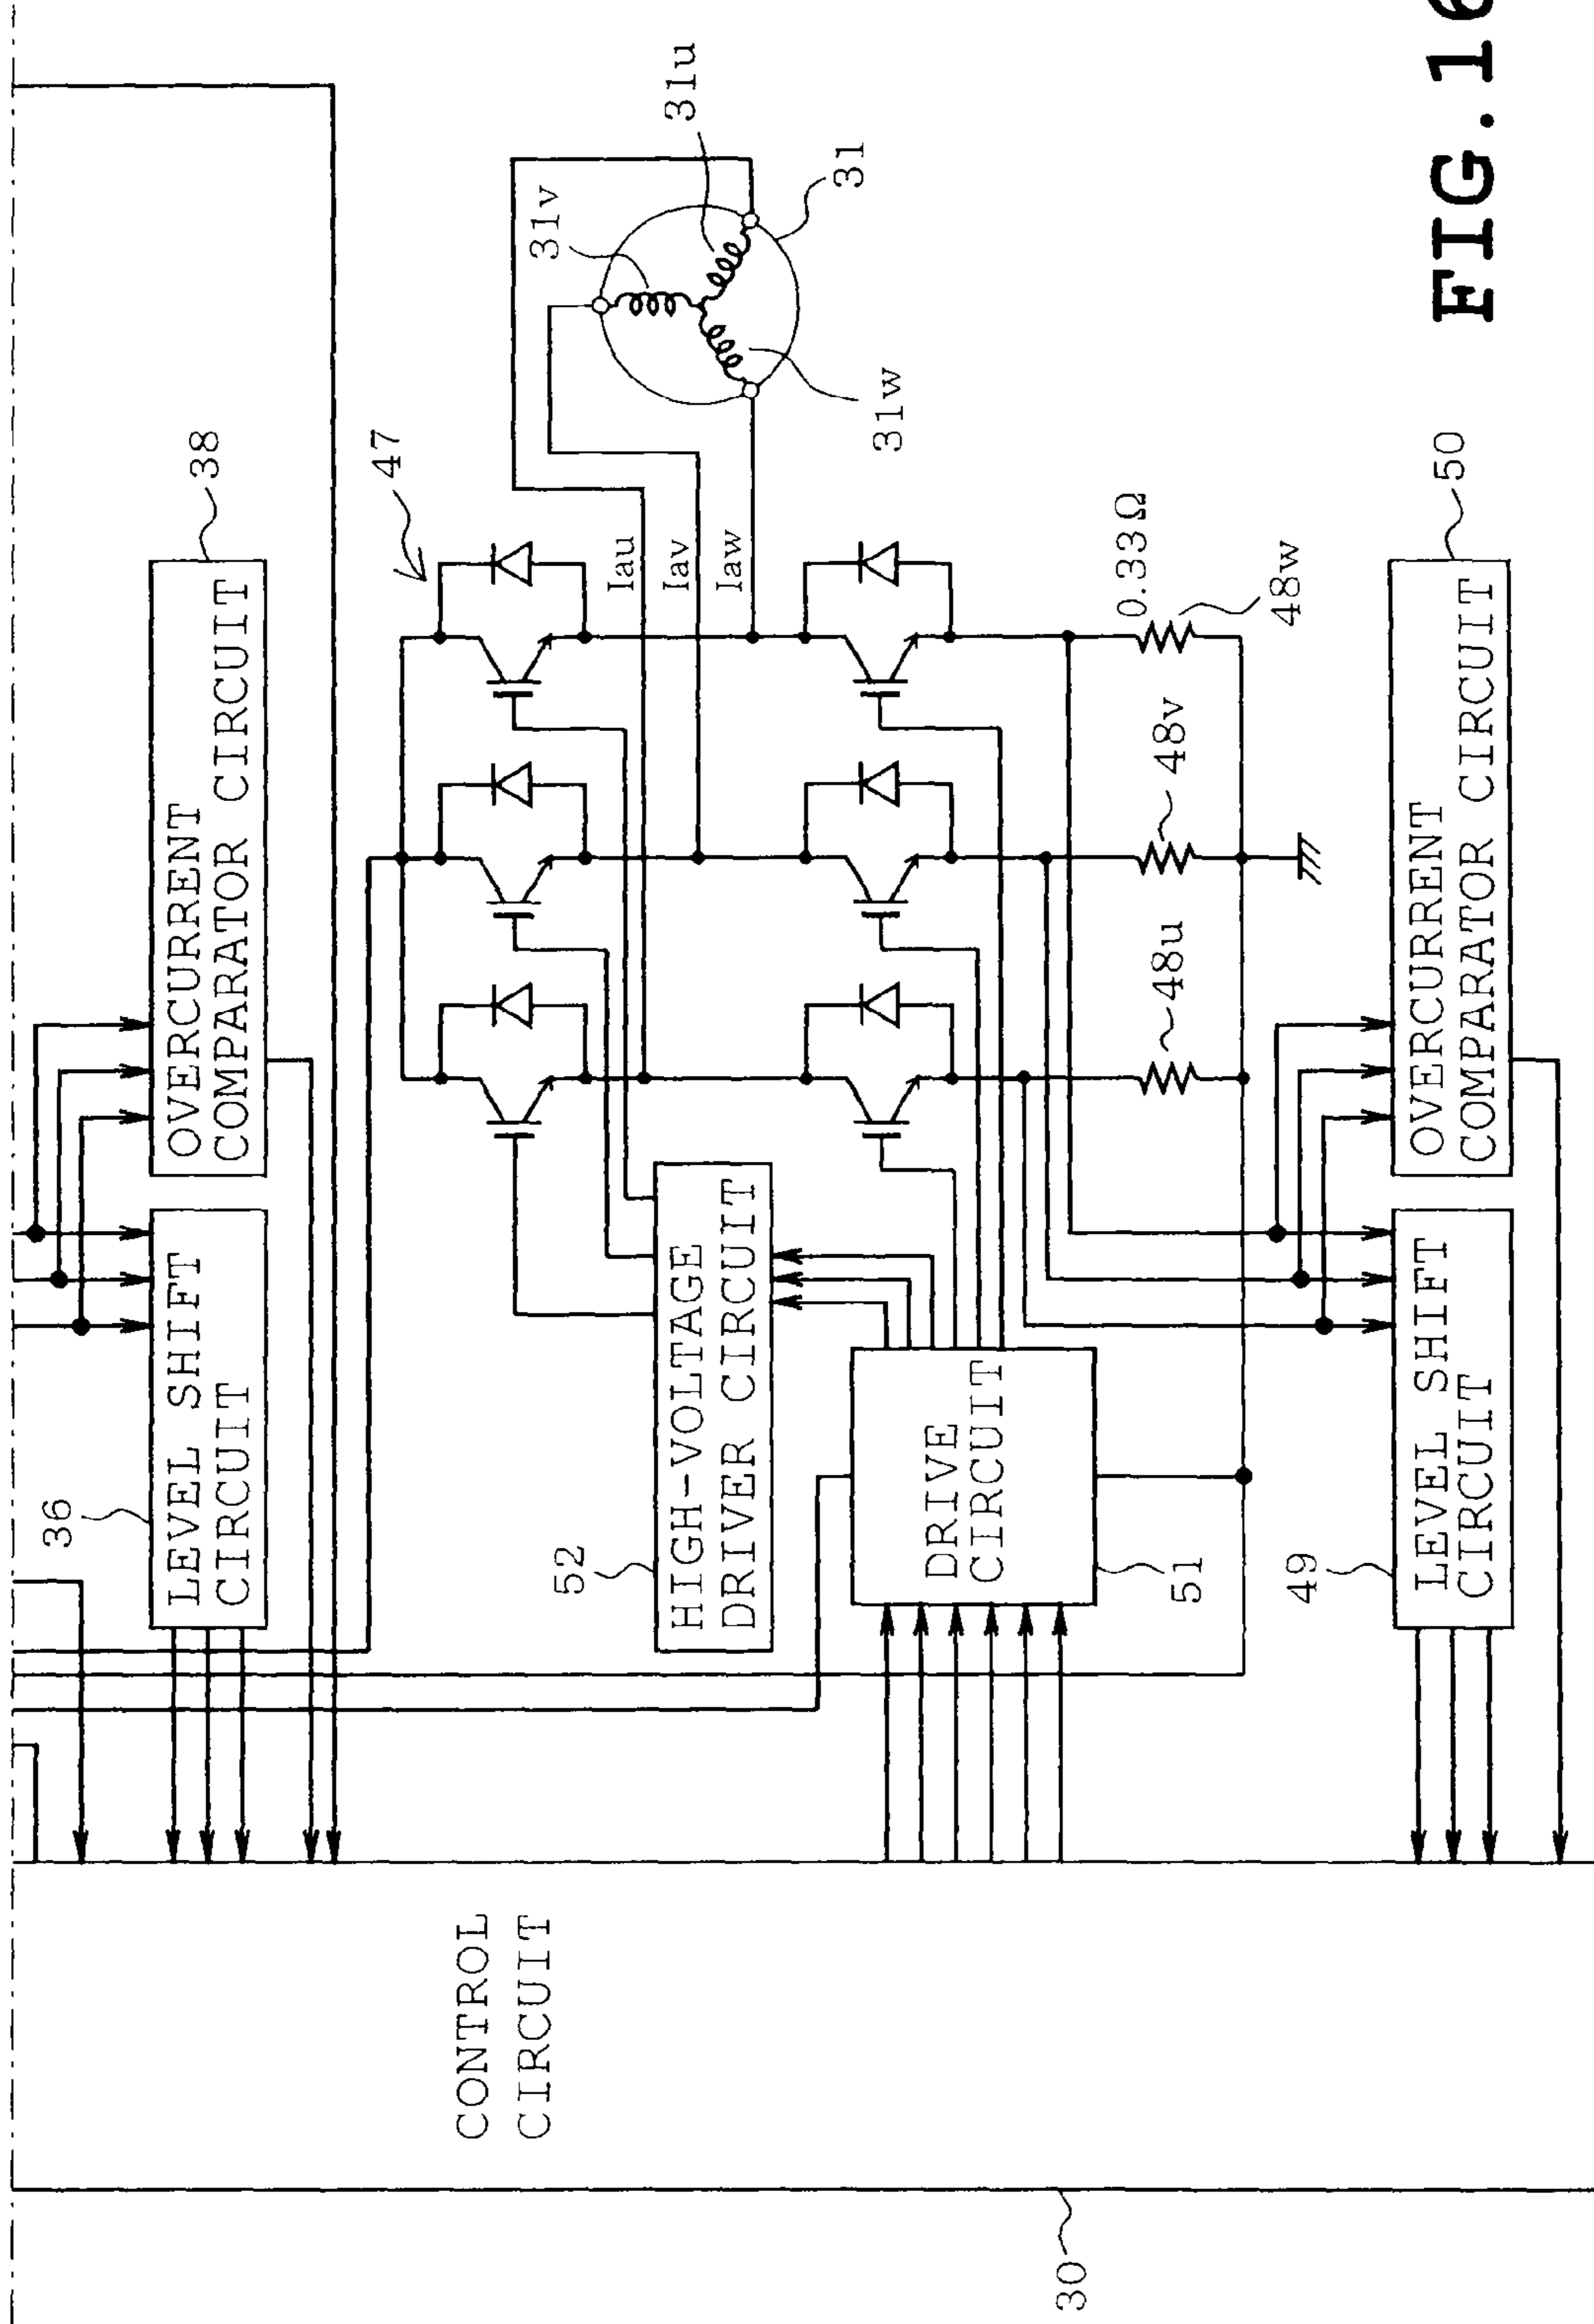 CONTROL
CIRCUIT
30
36
LEVEL SHIFT
CIRCUIT
38
OVERCURRENT
COMPARATOR CIRCUIT
47
52
HIGH-VOLTAGE
DRIVER CIRCUIT
DRIVE
CIRCUIT
51
Iau
Iav
Iaw
31v
31u
31
31w
48u
48v
0.33Ω
48w
49
LEVEL SHIFT
CIRCUIT
50
OVERCURRENT
COMPARATOR CIRCUIT
FIG.16